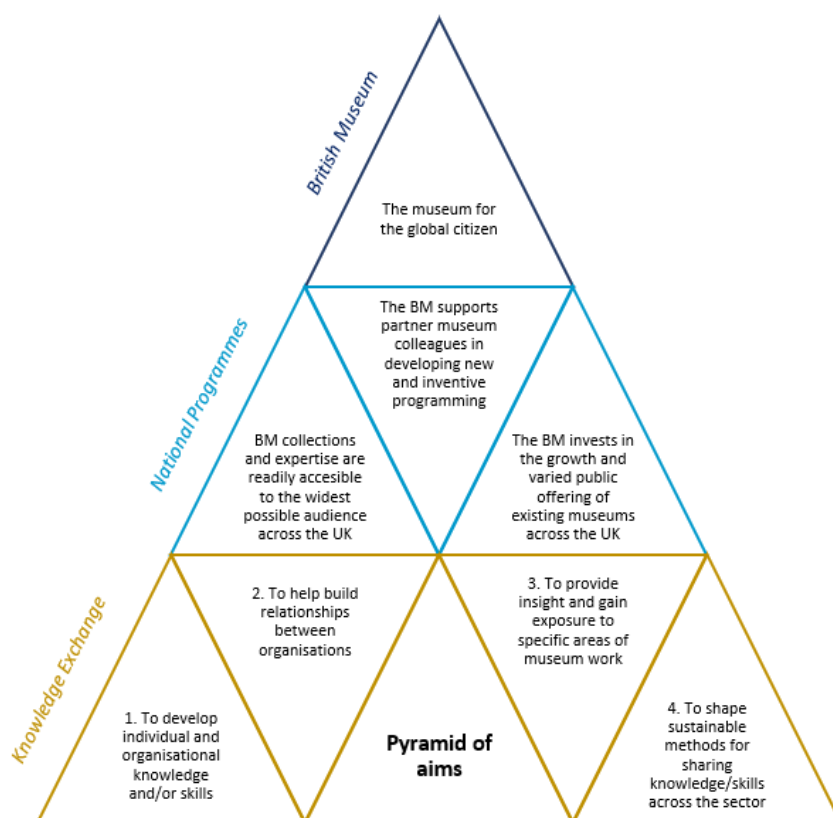 British Museum
The museum for
the global citizen
National Programmes
The BM supports
partner museum
colleagues in
developing new
and inventive
programming
BM collections
and expertise are
readily accesible
to the widest
possible audience
across the UK
The BM invests in
the growth and
varied public
offering of
existing museums
across the UK
Knowledge Exchange
1. To develop
individual and
organisational
knowledge
and/or skills
2. To help build
relationships
between
organisations
Pyramid of
aims
3. To provide
insight and gain
exposure to
specific areas of
museum work
4. To shape
sustainable
methods for
sharing
knowledge/skills
across the sector